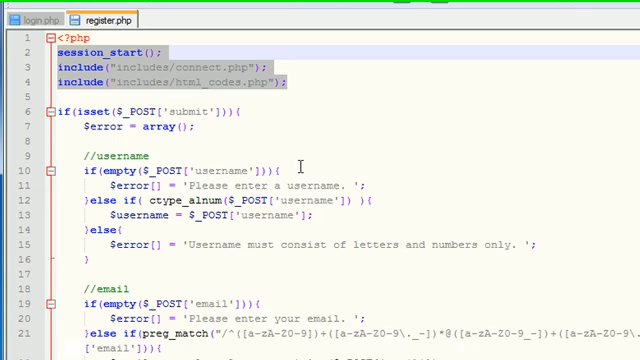 login.php register.php
1 <?php
2 session_start();
3 include("includes/connect.php");
4 include("includes/html_codes.php");
5
6 if(isset($_POST['submit'])){
7 $error = array();
8
9 //username
10 if(empty($_POST['username'])){
11 $error[] = 'Please enter a username. ';
12 }else if( ctype_alnum($_POST['username']) ){
13 $username = $_POST['username'];
14 }else{
15 $error[] = 'Username must consist of letters and numbers only. ';
16 }
17
18 //email
19 if(empty($_POST['email'])){
20 $error[] = 'Please enter your email. ';
21 }else if(preg_match("/^([a-zA-Z0-9])+([a-zA-Z0-9\._-])*@([a-zA-Z0-9_-])+([a-zA-Z0-9\._-
['email'])){